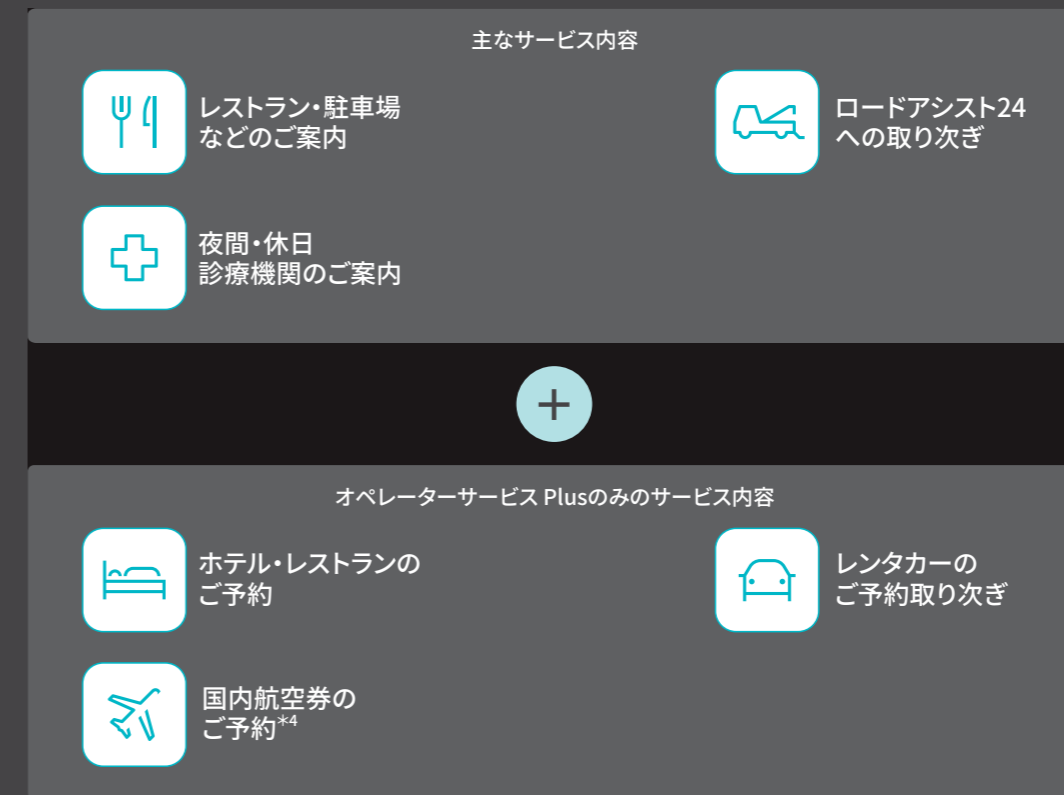 主なサービス内容
レストラン・駐車場
などのご案内
ロードアシスト24
への取り次ぎ
夜間・休日
診療機関のご案内
オペレーターサービス Plusのみのサービス内容
ホテル・レストランの
ご予約
レンタカーの
ご予約取り次ぎ
国内航空券の
ご予約*4